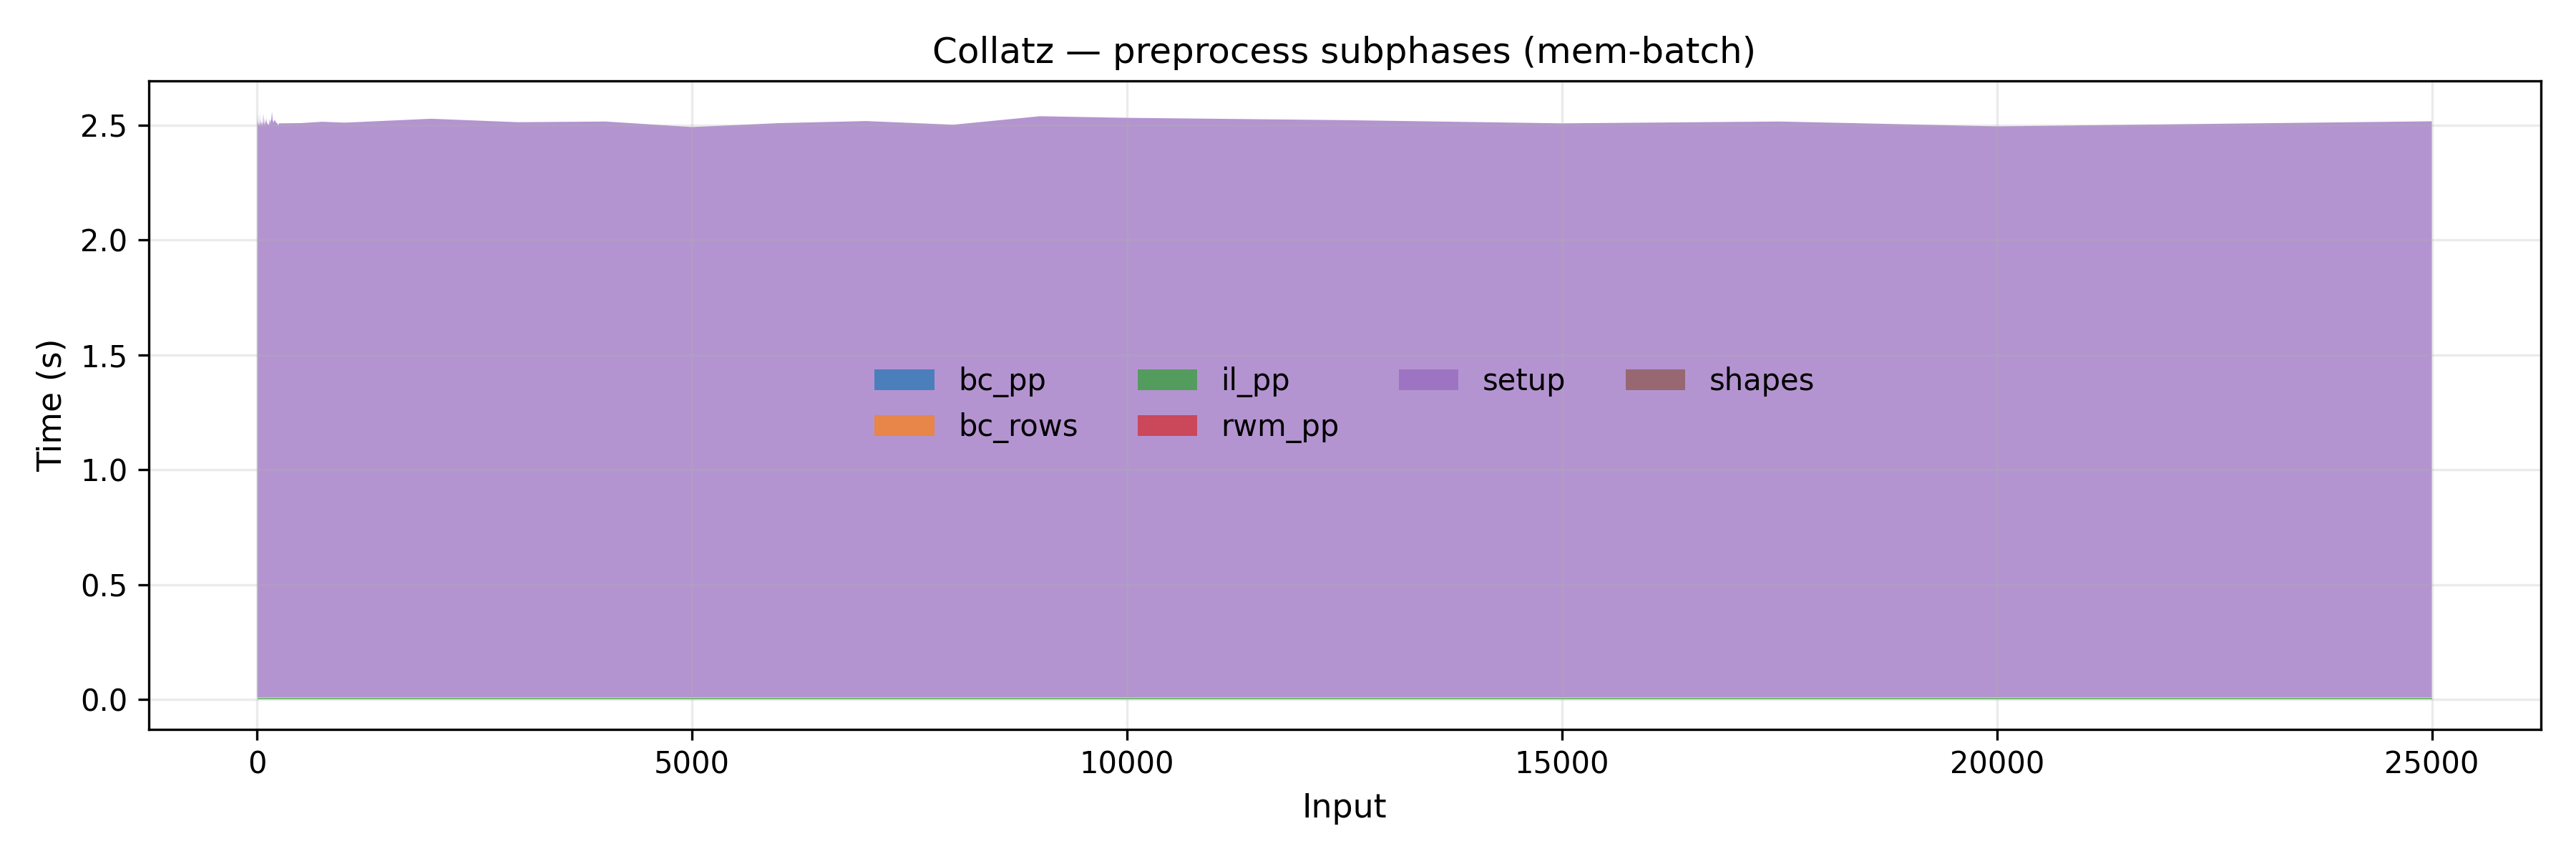 Collatz — preprocess subphases (mem-batch)
Time (s)
2.5
2.0
1.5
1.0
0.5
0.0
bc_pp il_pp setup shapes
bc_rows rwm_pp
0 5000 10000 15000 20000 25000
Input